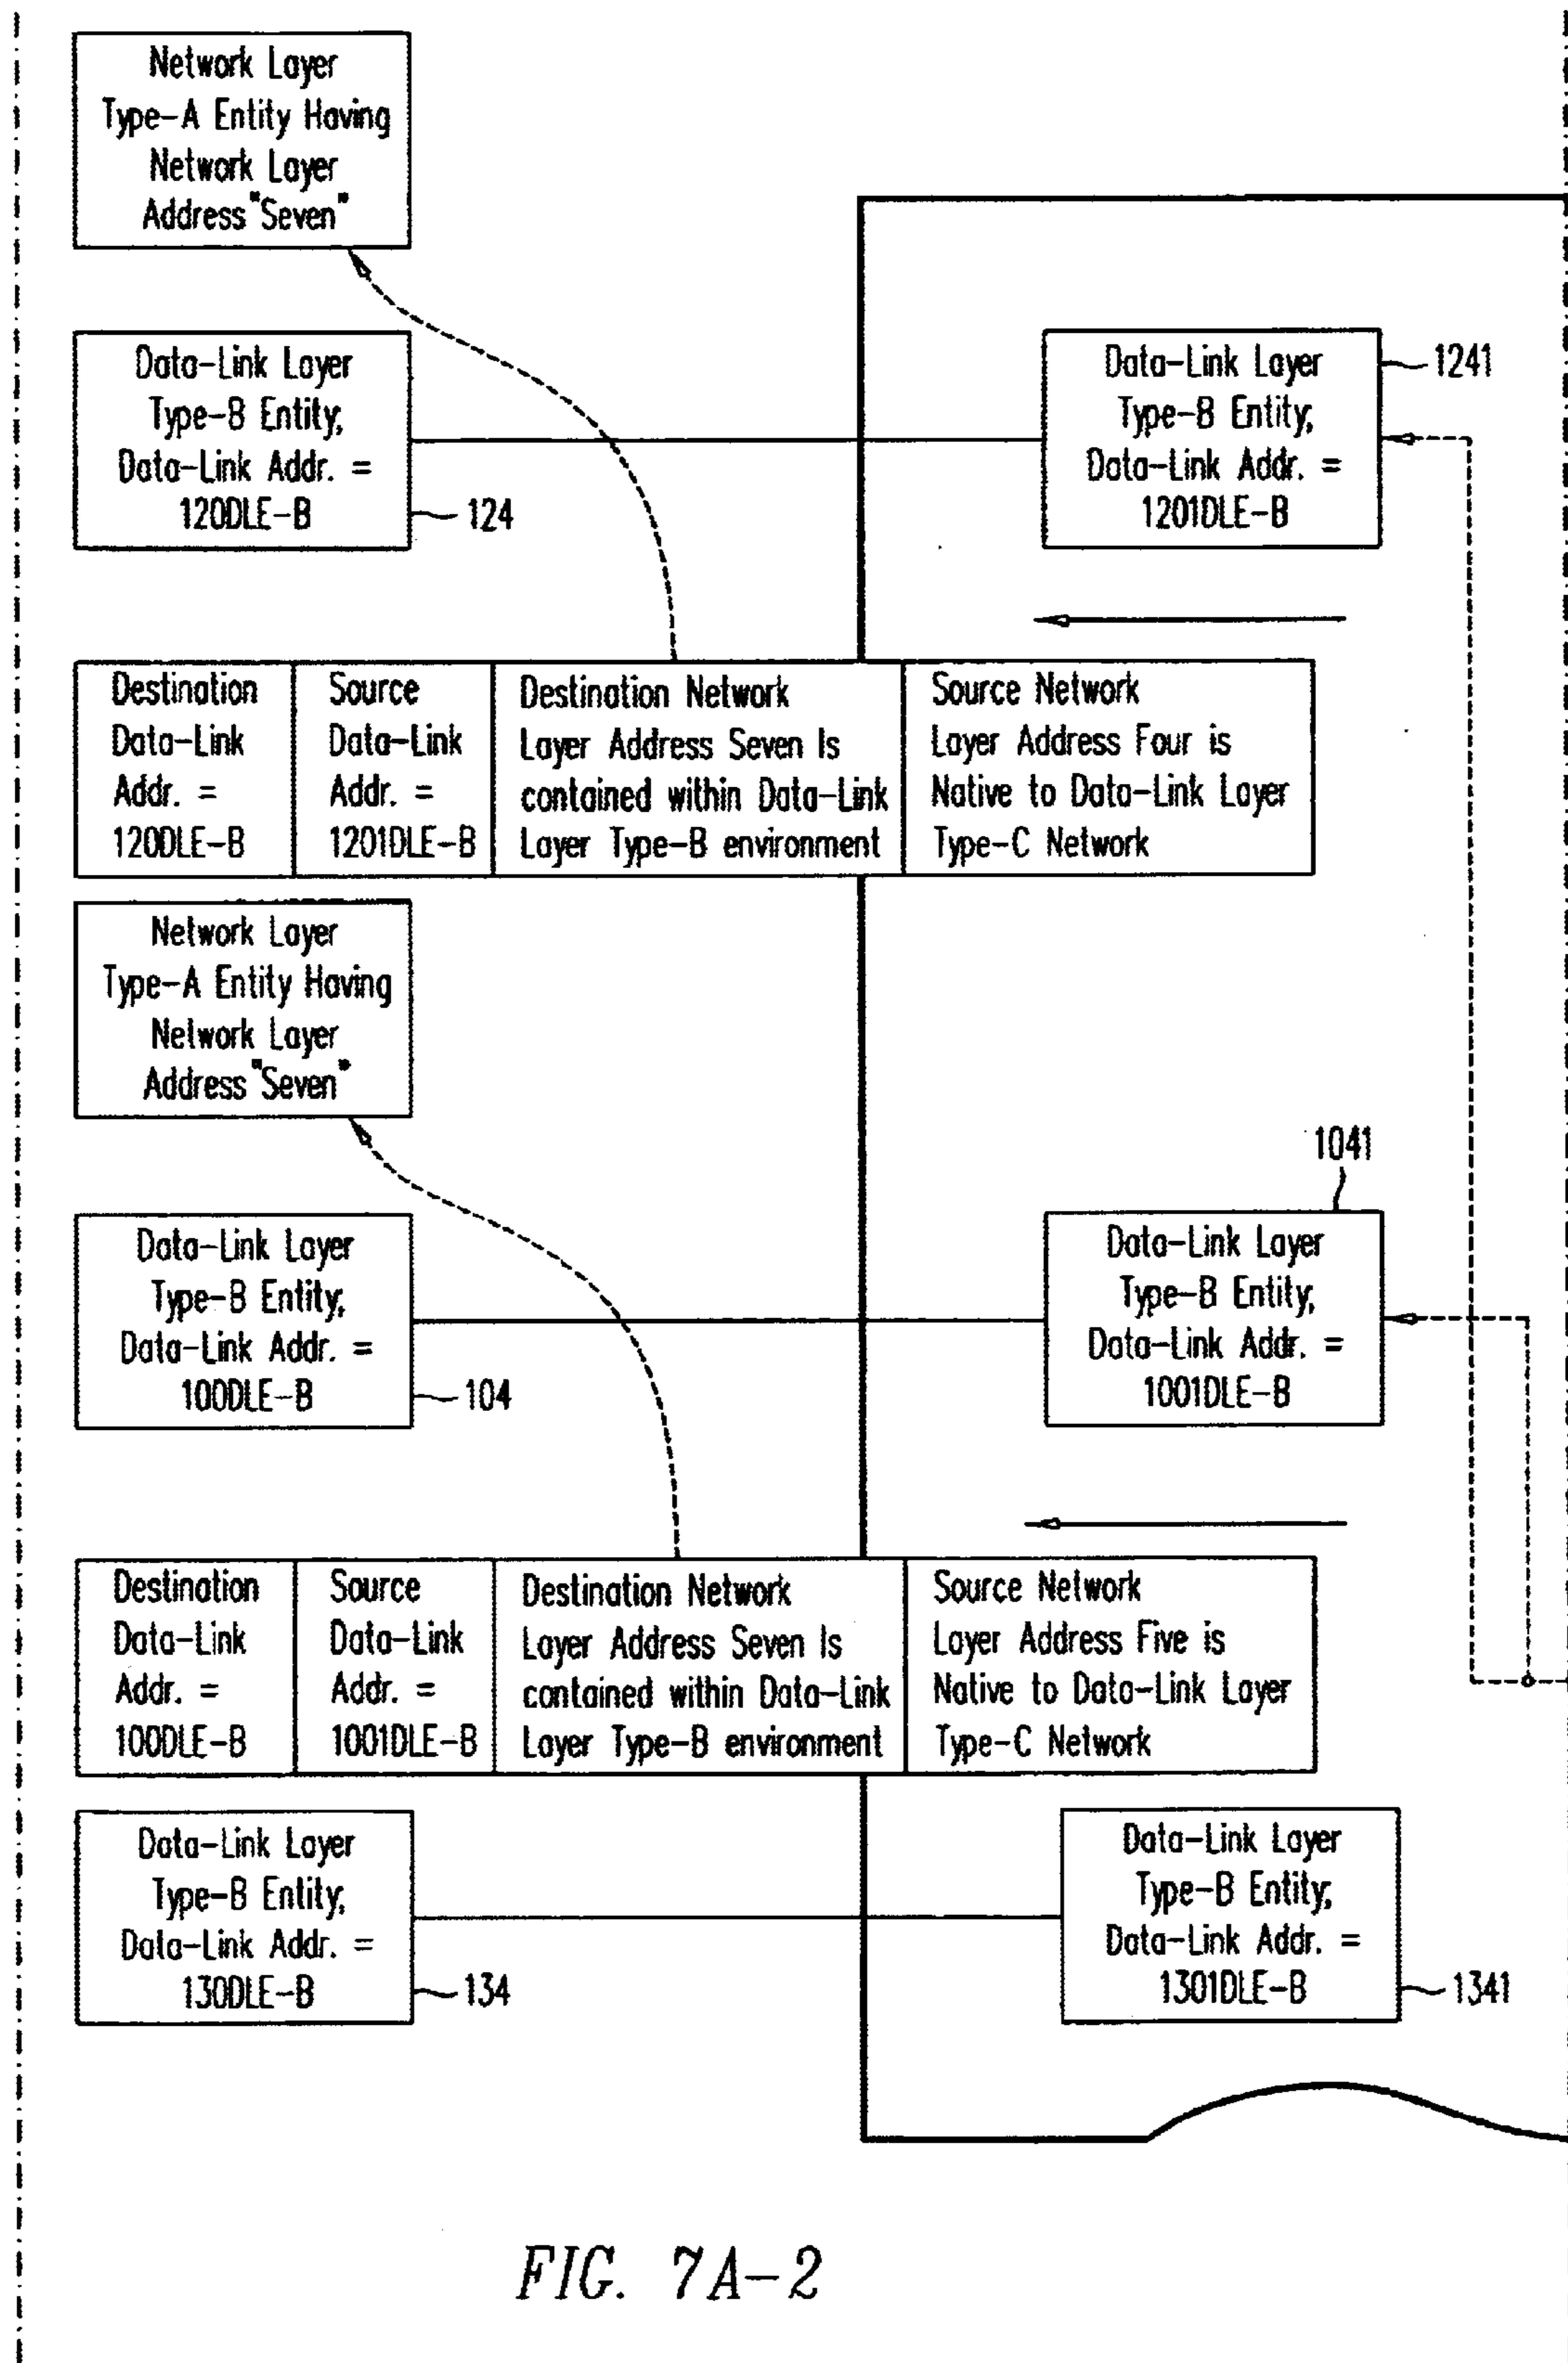 Network Layer
Type-A Entity Having
Network Layer
Address "Seven"
Data-Link Layer
Type-B Entity,
Data-Link Addr. =
120DLE-B
124
Data-Link Layer
Type-B Entity,
Data-Link Addr. =
1201DLE-B
1241
Destination
Data-Link
Addr. =
120DLE-B
Source
Data-Link
Addr. =
1201DLE-B
Destination Network
Layer Address Seven Is
contained within Data-Link
Layer Type-B environment
Source Network
Layer Address Four is
Native to Data-Link Layer
Type-C Network
Network Layer
Type-A Entity Having
Network Layer
Address "Seven"
Data-Link Layer
Type-B Entity,
Data-Link Addr. =
100DLE-B
104
1041
Data-Link Layer
Type-B Entity,
Data-Link Addr. =
1001DLE-B
Destination
Data-Link
Addr. =
100DLE-B
Source
Data-Link
Addr. =
1001DLE-B
Destination Network
Layer Address Seven Is
contained within Data-Link
Layer Type-B environment
Source Network
Layer Address Five is
Native to Data-Link Layer
Type-C Network
Data-Link Layer
Type-B Entity,
Data-Link Addr. =
130DLE-B
134
Data-Link Layer
Type-B Entity,
Data-Link Addr. =
1301DLE-B
1341
FIG. 7A-2